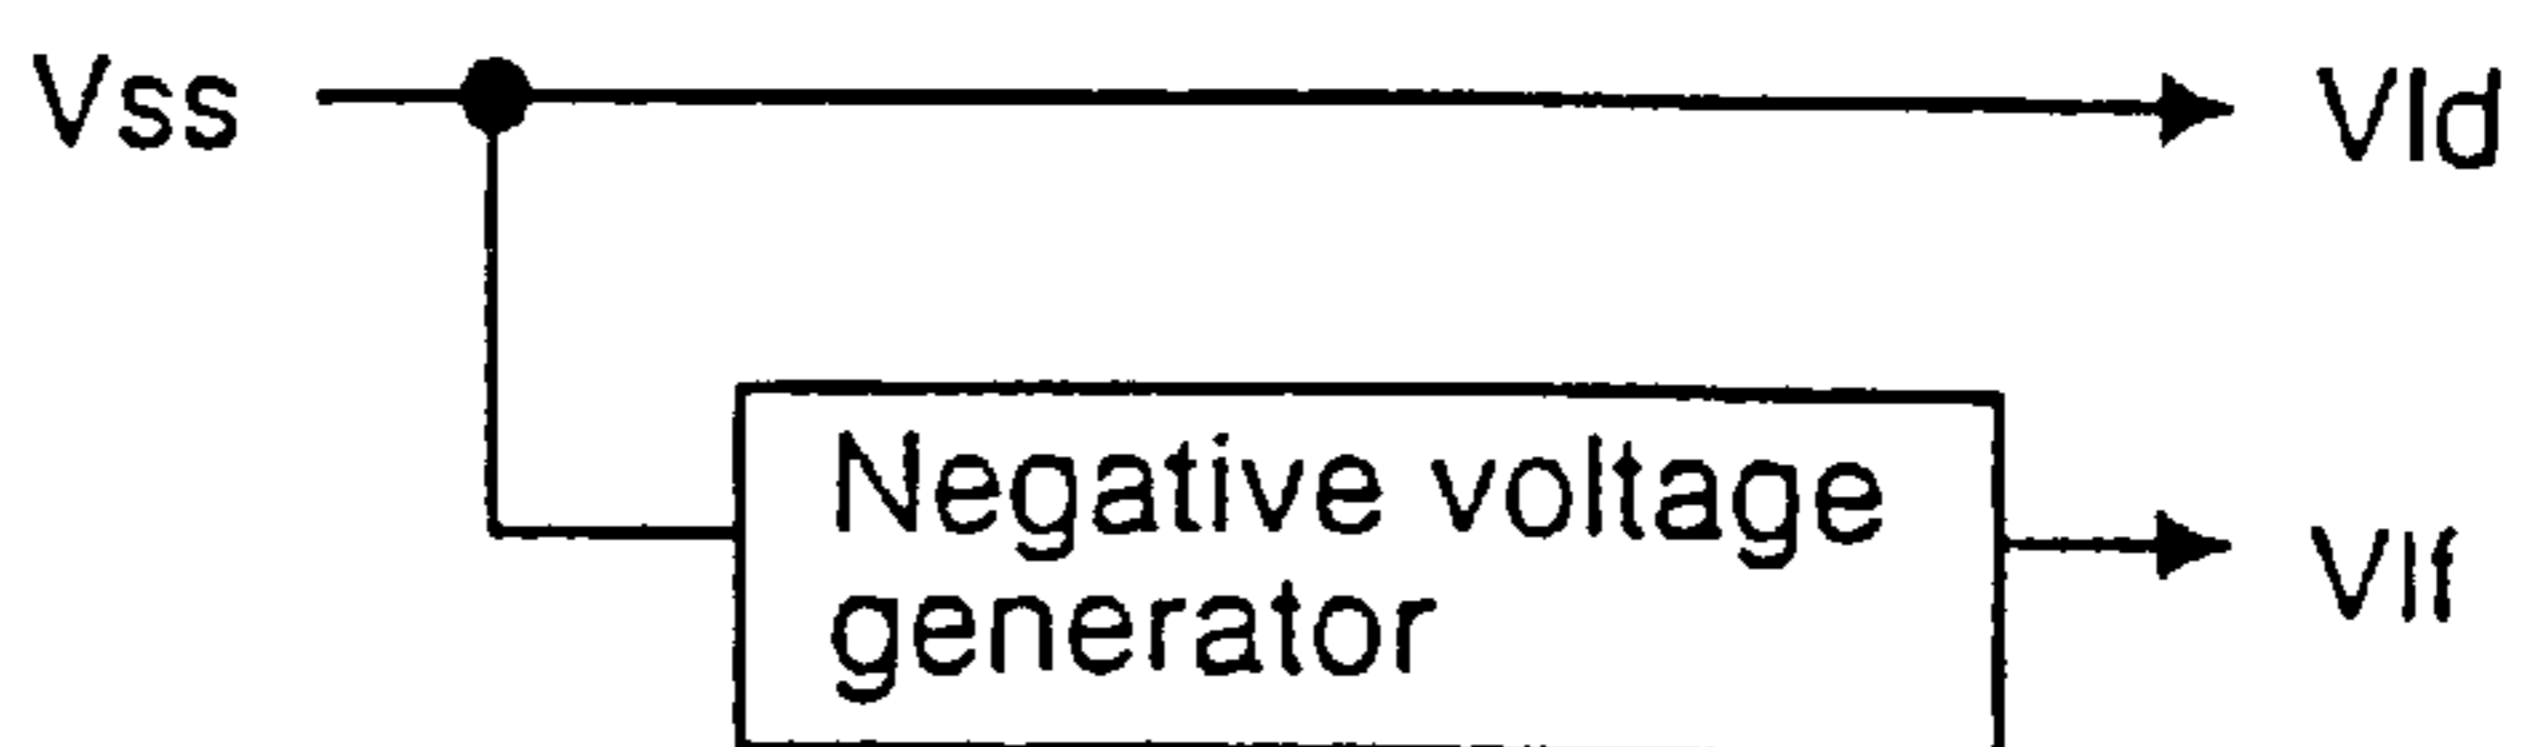 Vss
Vld
Negative voltage
generator
Vlf